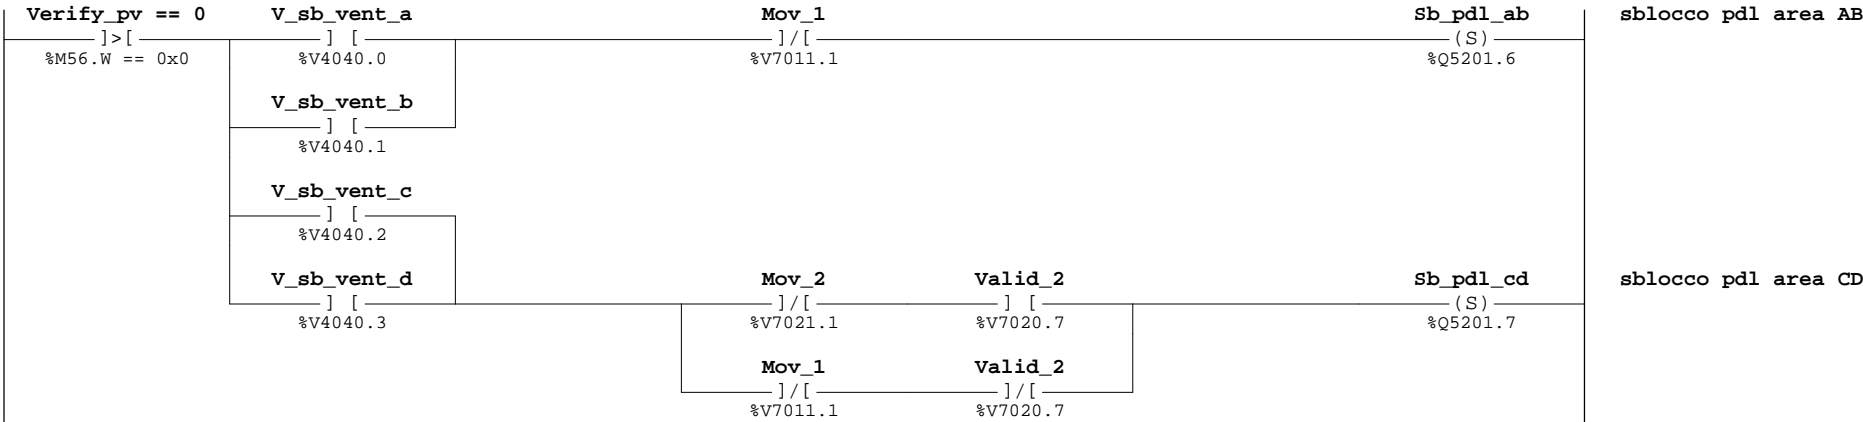 Verify_pv == 0 V_sb_vent_a Mov_1 Sb_pdl_ab sblocco pdl area AB
]>[ ] [ ]/[ (S)
%M56.W == 0x0 %V4040.0 %V7011.1 %Q5201.6
V_sb_vent_b
] [
%V4040.1
V_sb_vent_c
] [
%V4040.2
V_sb_vent_d Mov_2 Valid_2 Sb_pdl_cd sblocco pdl area CD
] [ ]/[ ] [ (S)
%V4040.3 %V7021.1 %V7020.7 %Q5201.7
Mov_1 Valid_2
]/[ ]/[
%V7011.1 %V7020.7